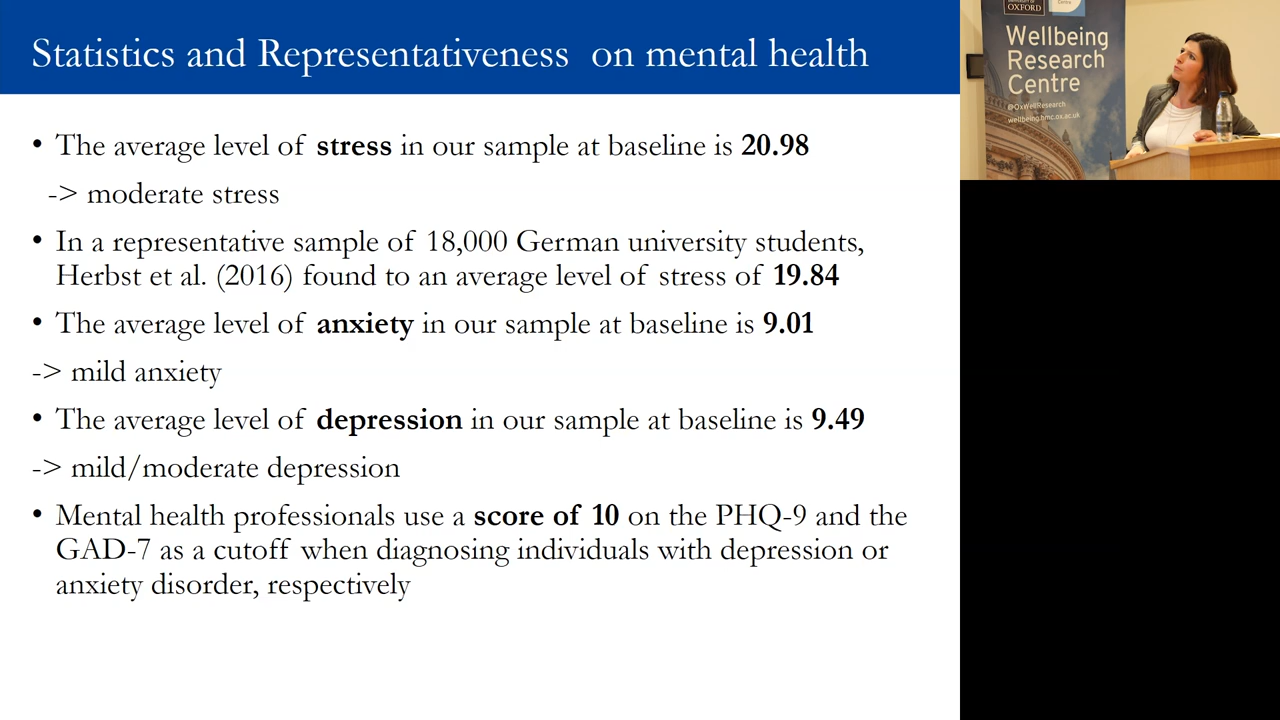 Statistics and Representativeness on mental health
• The average level of stress in our sample at baseline is 20.98
-> moderate stress
• In a representative sample of 18,000 German university students,
Herbst et al. (2016) found to an average level of stress of 19.84
• The average level of anxiety in our sample at baseline is 9.01
-> mild anxiety
• The average level of depression in our sample at baseline is 9.49
-> mild/moderate depression
• Mental health professionals use a score of 10 on the PHQ-9 and the
GAD-7 as a cutoff when diagnosing individuals with depression or
anxiety disorder, respectively
OXFORD
Centre
Wellbeing
Research
Centre
@OxWellResearch
wellbeing.hmc.ox.ac.uk